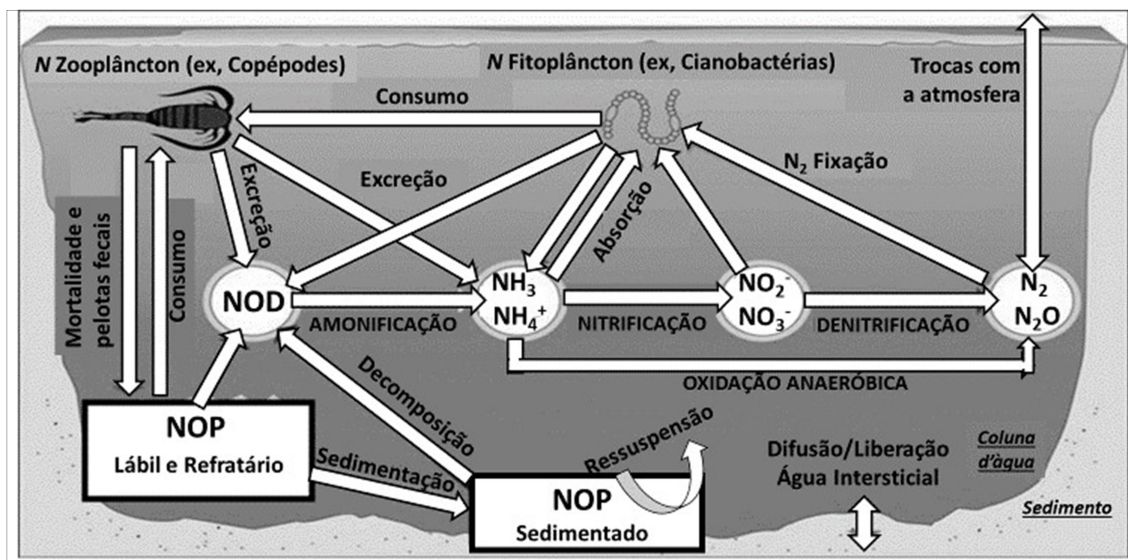 N Zooplâncton (ex, Copépodes)
N Fitoplâncton (ex, Cianobactérias)
Trocas com
a atmosfera
Consumo
N₂ Fixação
Excreção
Excreção
Absorção
Mortalidade e
pelotas fecais
Consumo
NOD
NH₃
NH₄⁺
NO₂⁻
NO₃⁻
N₂
N₂O
AMONIFICAÇÃO
NITRIFICAÇÃO
DENITRIFICAÇÃO
OXIDAÇÃO ANAERÓBICA
Decomposição
NOP
Lábil e Refratário
Sedimentação
Ressuspensão
NOP
Sedimentado
Difusão/Liberação
Água Intersticial
Coluna
d'àgua
Sedimento